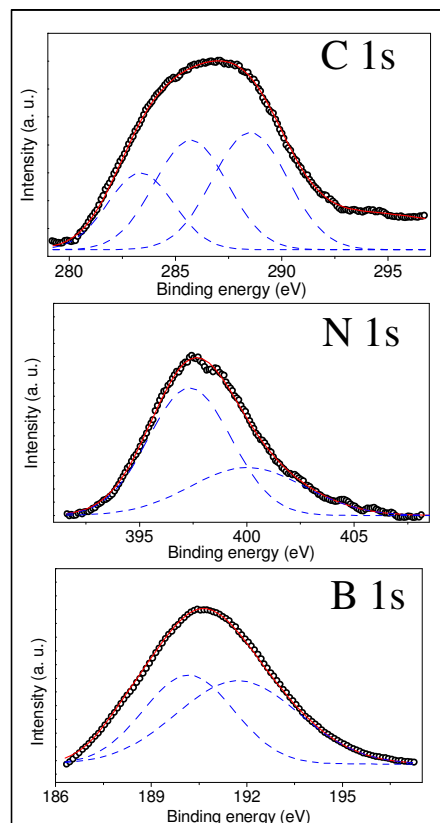 C 1s
Intensity (a. u.)
280 285 290 295
Binding energy (eV)
N 1s
Intensity (a. u.)
395 400 405
Binding energy (eV)
B 1s
Intensity (a. u.)
186 189 192 195
Binding energy (eV)